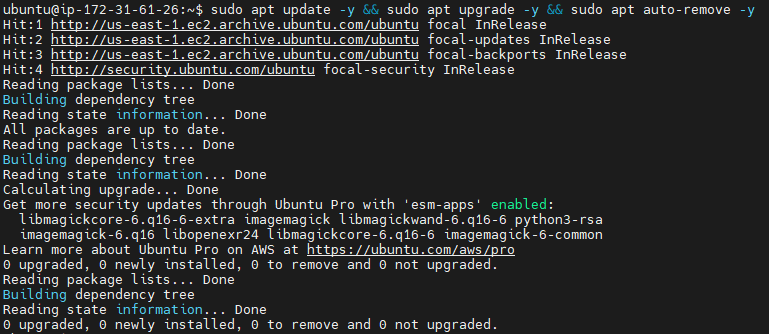 ubuntu@ip-172-31-61-26:~$ sudo apt update -y && sudo apt upgrade -y && sudo apt auto-remove -y
Hit:1 http://us-east-1.ec2.archive.ubuntu.com/ubuntu focal InRelease
Hit:2 http://us-east-1.ec2.archive.ubuntu.com/ubuntu focal-updates InRelease
Hit:3 http://us-east-1.ec2.archive.ubuntu.com/ubuntu focal-backports InRelease
Hit:4 http://security.ubuntu.com/ubuntu focal-security InRelease
Reading package lists... Done
Building dependency tree
Reading state information... Done
All packages are up to date.
Reading package lists... Done
Building dependency tree
Reading state information... Done
Calculating upgrade... Done
Get more security updates through Ubuntu Pro with 'esm-apps' enabled:
  libmagickcore-6.q16-6-extra imagemagick libmagickwand-6.q16-6 python3-rsa
  imagemagick-6.q16 libopenexr24 libmagickcore-6.q16-6 imagemagick-6-common
Learn more about Ubuntu Pro on AWS at https://ubuntu.com/aws/pro
0 upgraded, 0 newly installed, 0 to remove and 0 not upgraded.
Reading package lists... Done
Building dependency tree
Reading state information... Done
0 upgraded, 0 newly installed, 0 to remove and 0 not upgraded.